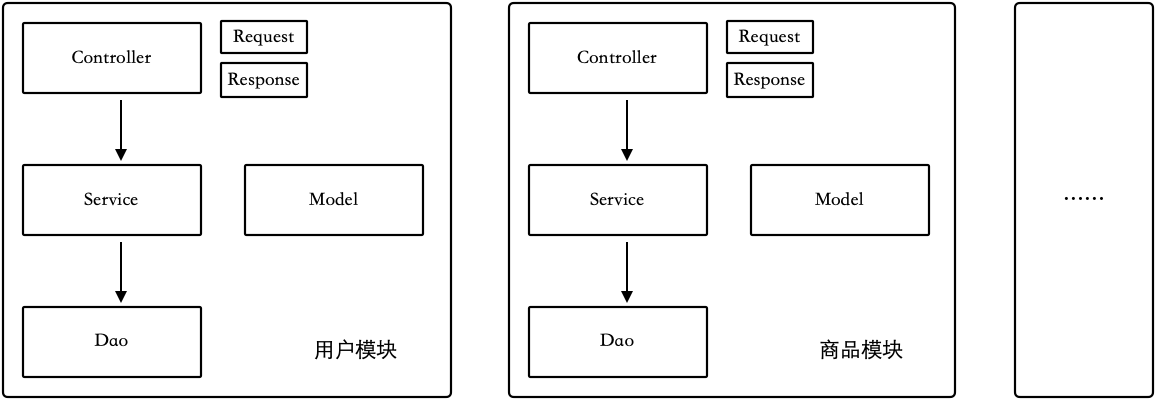 Controller
Request
Response
Service
Model
Dao
用户模块
Controller
Request
Response
Service
Model
Dao
商品模块
……